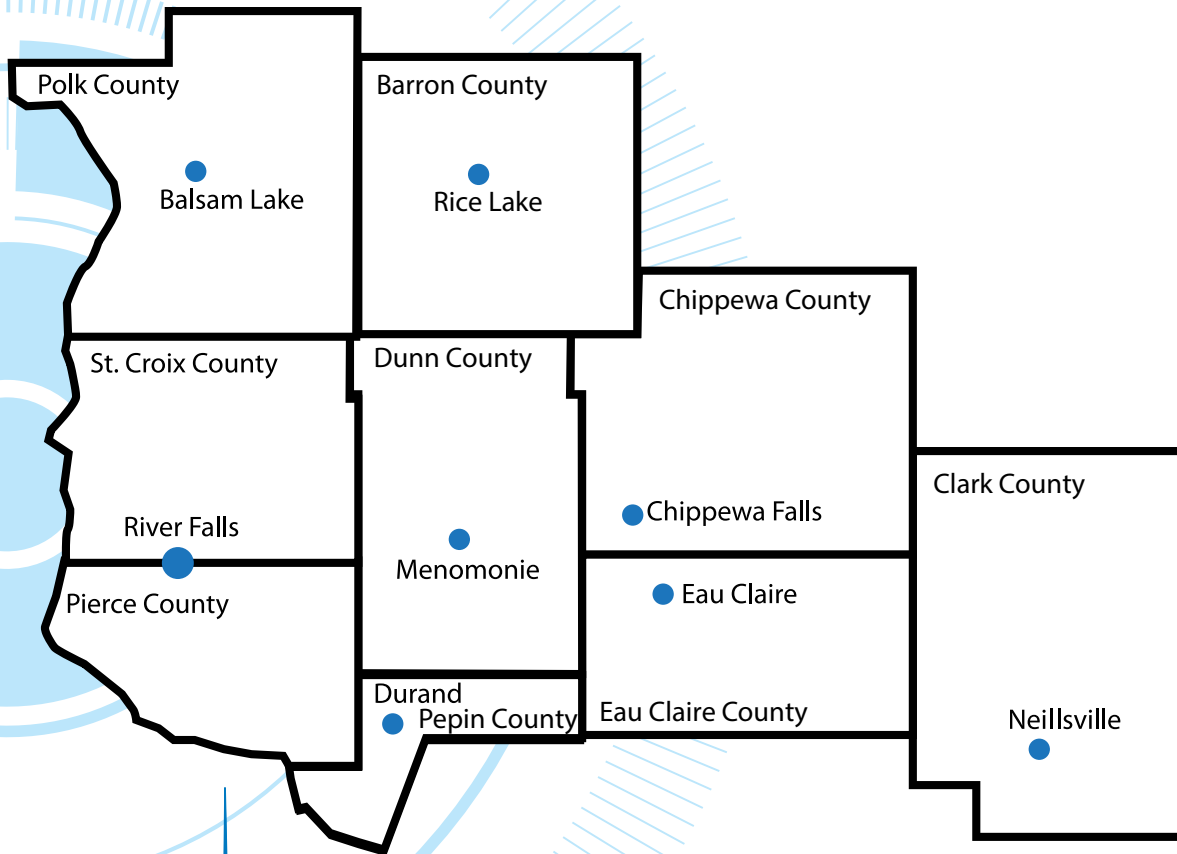 Polk County
Barron County
Balsam Lake
Rice Lake
Chippewa County
St. Croix County
Dunn County
Clark County
Chippewa Falls
River Falls
Menomonie
Eau Claire
Pierce County
Durand
Pepin County
Eau Claire County
Neillsville